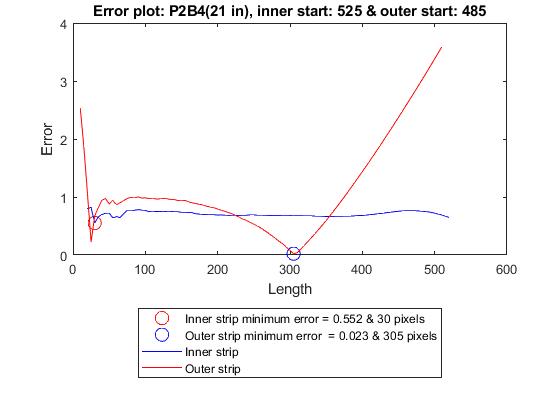 Error plot: P2B4(21 in), inner start: 525 & outer start: 485
4
3
2
1
0
Error
0 100 200 300 400 500 600
Length
Inner strip minimum error = 0.552 & 30 pixels
Outer strip minimum error = 0.023 & 305 pixels
Inner strip
Outer strip